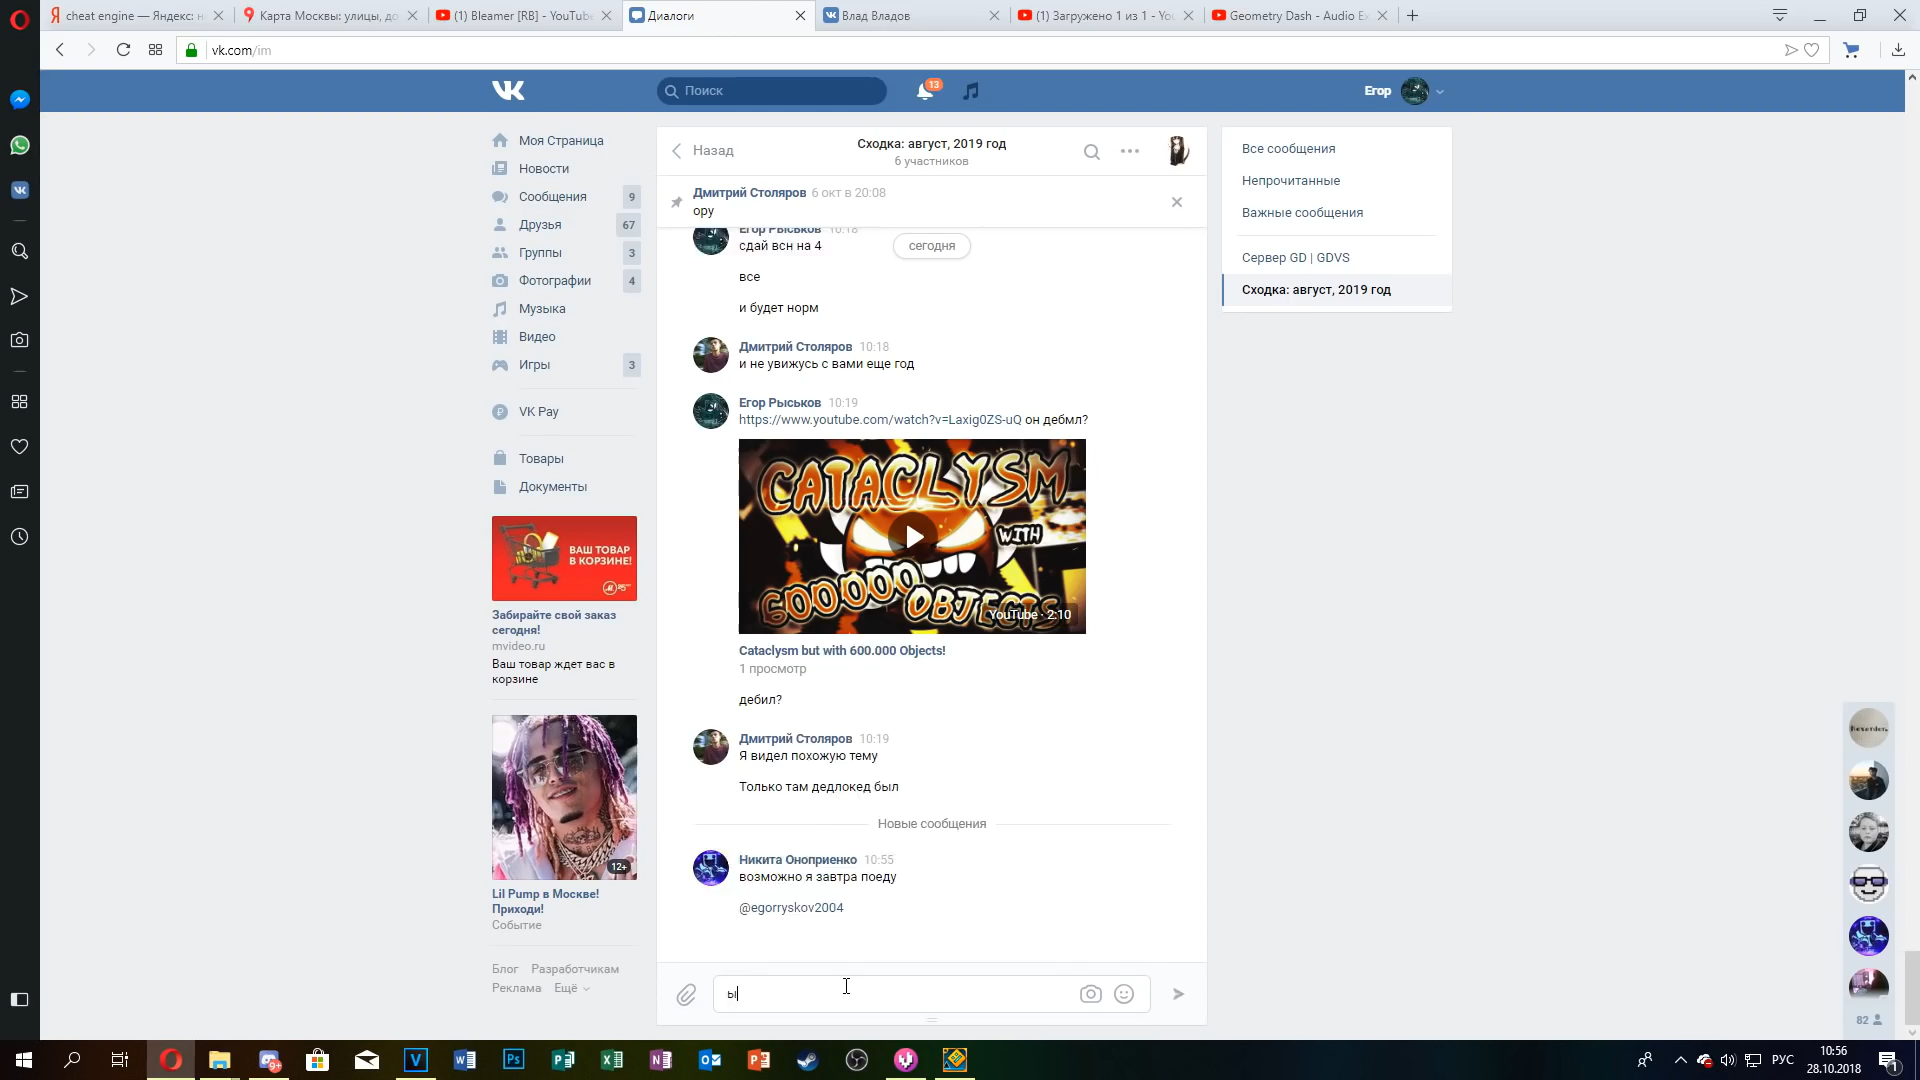 cheat engine — Яндекс: н
Карта Москвы: улицы, до
(1) Bleamer [RB] - YouTube
Диалоги
Влад Владов
(1) Загружено 1 из 1 - You
Geometry Dash - Audio Ex
vk.com/im
Поиск
13
Егор
Моя Страница
Новости
Сообщения 9
Друзья 67
Группы 3
Фотографии 4
Музыка
Видео
Игры 3
VK Pay
Товары
Документы
ВАШ ТОВАР
В КОРЗИНЕ!
Забирайте свой заказ
сегодня!
mvideo.ru
Ваш товар ждет вас в
корзине
12+
Lil Pump в Москве!
Приходи!
Событие
Блог Разработчикам
Реклама Ещё
Назад
Сходка: август, 2019 год
6 участников
Дмитрий Столяров 6 окт в 20:08
ору
Егор Рыськов 10:18
сегодня
сдай всн на 4
все
и будет норм
Дмитрий Столяров 10:18
и не увижусь с вами еще год
Егор Рыськов 10:19
https://www.youtube.com/watch?v=Laxig0ZS-uQ он дебмл?
CATACLYSM
WITH
600000
OBJECTS
YouTube · 2:10
Cataclysm but with 600.000 Objects!
1 просмотр
дебил?
Дмитрий Столяров 10:19
Я видел похожую тему
Только там дедлокед был
Новые сообщения
Никита Оноприенко 10:55
возможно я завтра поеду
@egorryskov2004
ы
Все сообщения
Непрочитанные
Важные сообщения
Сервер GD | GDVS
Сходка: август, 2019 год
82
РУС
10:56
28.10.2018
1